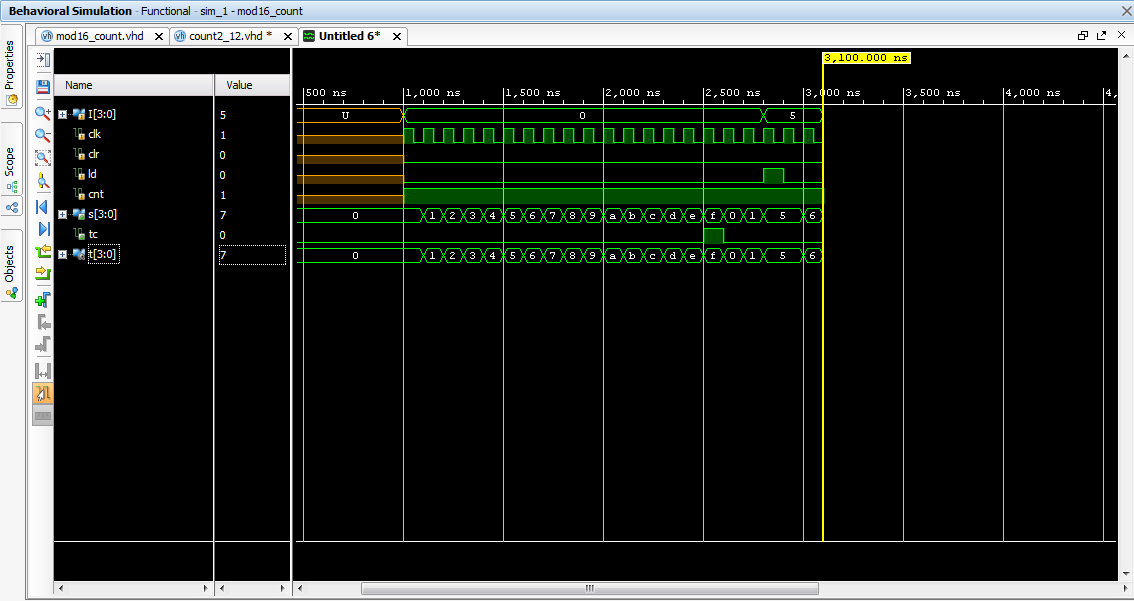 Behavioral Simulation - Functional - sim_1 - mod16_count
mod16_count.vhd count2_12.vhd * Untitled 6*
Properties
Scope
Objects
Name Value
3,100.000 ns
500 ns 1,000 ns 1,500 ns 2,000 ns 2,500 ns 3,000 ns 3,500 ns 4,000 ns 4,
I[3:0] 5 U 0 5
clk 1
clr 0
ld 0
cnt 1
s[3:0] 7 0 1 2 3 4 5 6 7 8 9 a b c d e f 0 1 5 6
tc 0
t[3:0] 7 0 1 2 3 4 5 6 7 8 9 a b c d e f 0 1 5 6